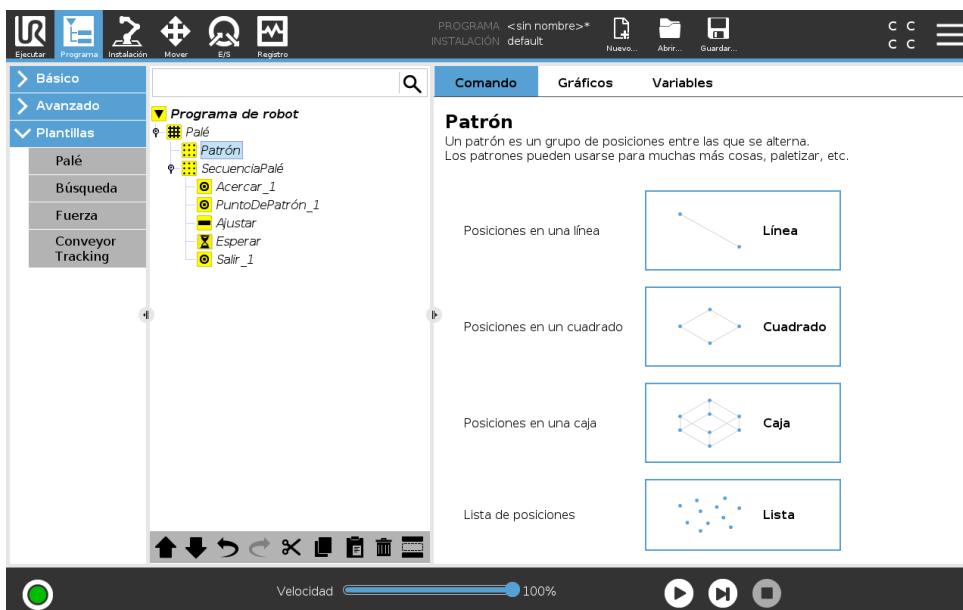 UR
Ejecutar
Programa
Instalación
Mover
E/S
Registro
PROGRAMA <sin nombre>*
INSTALACIÓN default
Nuevo...
Abrir...
Guardar...
C C
C C
Básico
Avanzado
Plantillas
Palé
Búsqueda
Fuerza
Conveyor
Tracking
Programa de robot
Palé
Patrón
SecuenciaPalé
Acercar_1
PuntoDePatrón_1
Ajustar
Esperar
Salir_1
Comando Gráficos Variables
Patrón
Un patrón es un grupo de posiciones entre las que se alterna.
Los patrones pueden usarse para muchas más cosas, paletizar, etc.
Posiciones en una línea Línea
Posiciones en un cuadrado Cuadrado
Posiciones en una caja Caja
Lista de posiciones Lista
Velocidad 100%